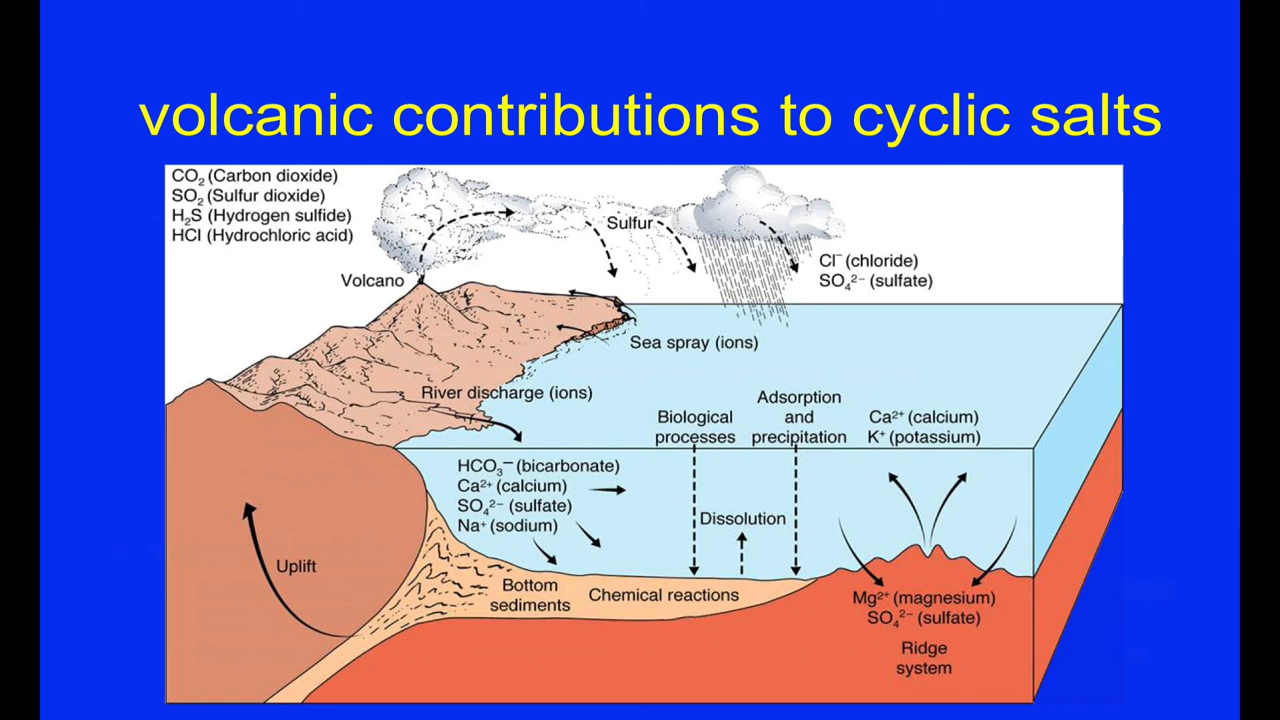 volcanic contributions to cyclic salts
CO₂ (Carbon dioxide)
SO₂ (Sulfur dioxide)
H₂S (Hydrogen sulfide)
HCl (Hydrochloric acid)
Volcano
Sulfur
Cl⁻ (chloride)
SO₄²⁻ (sulfate)
Sea spray (ions)
River discharge (ions)
Biological
processes
Adsorption
and
precipitation
Ca²⁺ (calcium)
K⁺ (potassium)
HCO₃⁻ (bicarbonate)
Ca²⁺ (calcium)
SO₄²⁻ (sulfate)
Na⁺ (sodium)
Dissolution
Uplift
Bottom
sediments
Chemical reactions
Mg²⁺ (magnesium)
SO₄²⁻ (sulfate)
Ridge
system